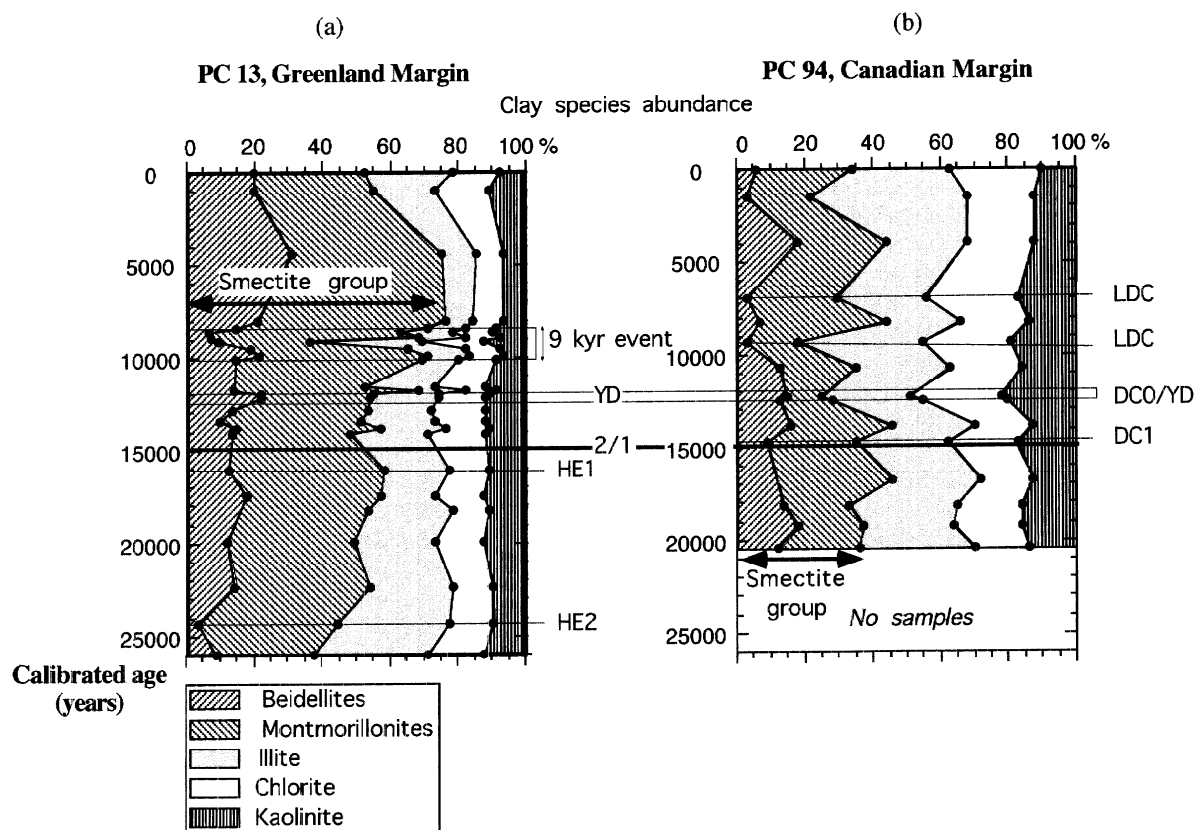 (a)
PC 13, Greenland Margin
(b)
PC 94, Canadian Margin
Clay species abundance
0 20 40 60 80 100 %
0 20 40 60 80 100 %
0
5000
10000
15000
20000
25000
Calibrated age
(years)
Smectite group
9 kyr event
YD
2/1
HE1
HE2
0
5000
10000
15000
20000
25000
LDC
LDC
DC0/YD
DC1
Smectite
group
No samples
Beidellites
Montmorillonites
Illite
Chlorite
Kaolinite